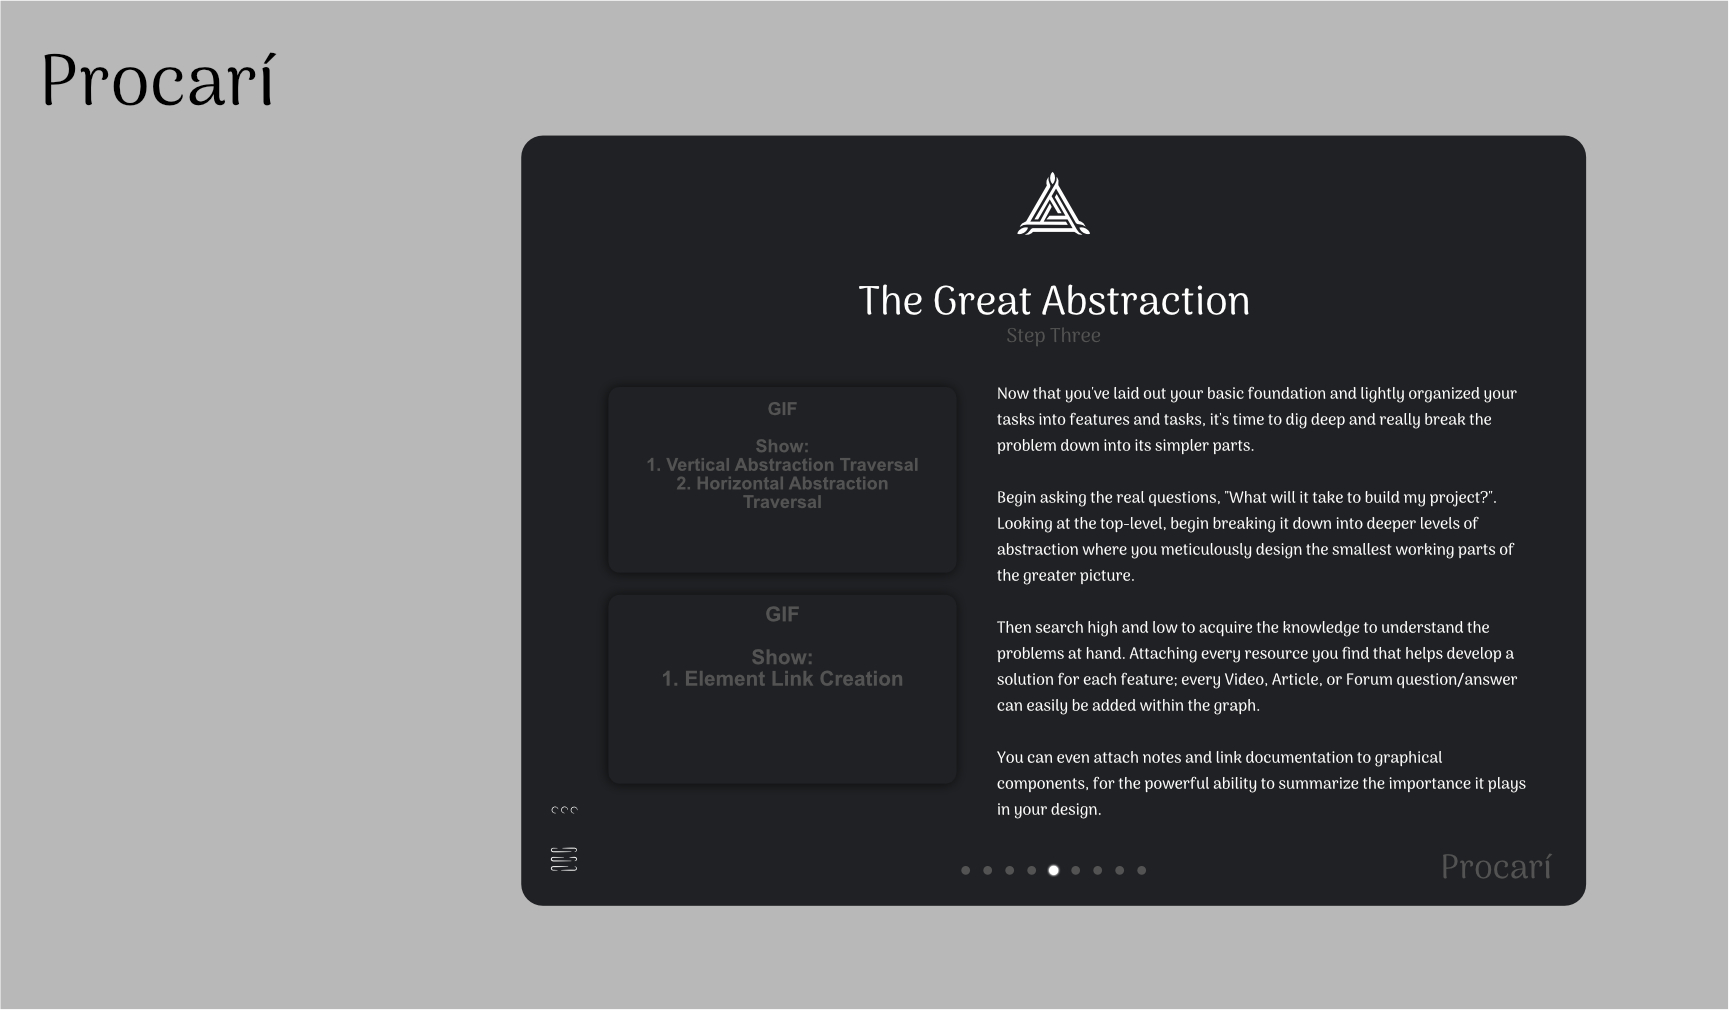 Procarí
The Great Abstraction
Step Three
GIF
Show:
1. Vertical Abstraction Traversal
2. Horizontal Abstraction
Traversal
GIF
Show:
1. Element Link Creation
Now that you've laid out your basic foundation and lightly organized your
tasks into features and tasks, it's time to dig deep and really break the
problem down into its simpler parts.
Begin asking the real questions, "What will it take to build my project?".
Looking at the top-level, begin breaking it down into deeper levels of
abstraction where you meticulously design the smallest working parts of
the greater picture.
Then search high and low to acquire the knowledge to understand the
problems at hand. Attaching every resource you find that helps develop a
solution for each feature; every Video, Article, or Forum question/answer
can easily be added within the graph.
You can even attach notes and link documentation to graphical
components, for the powerful ability to summarize the importance it plays
in your design.
Procarí